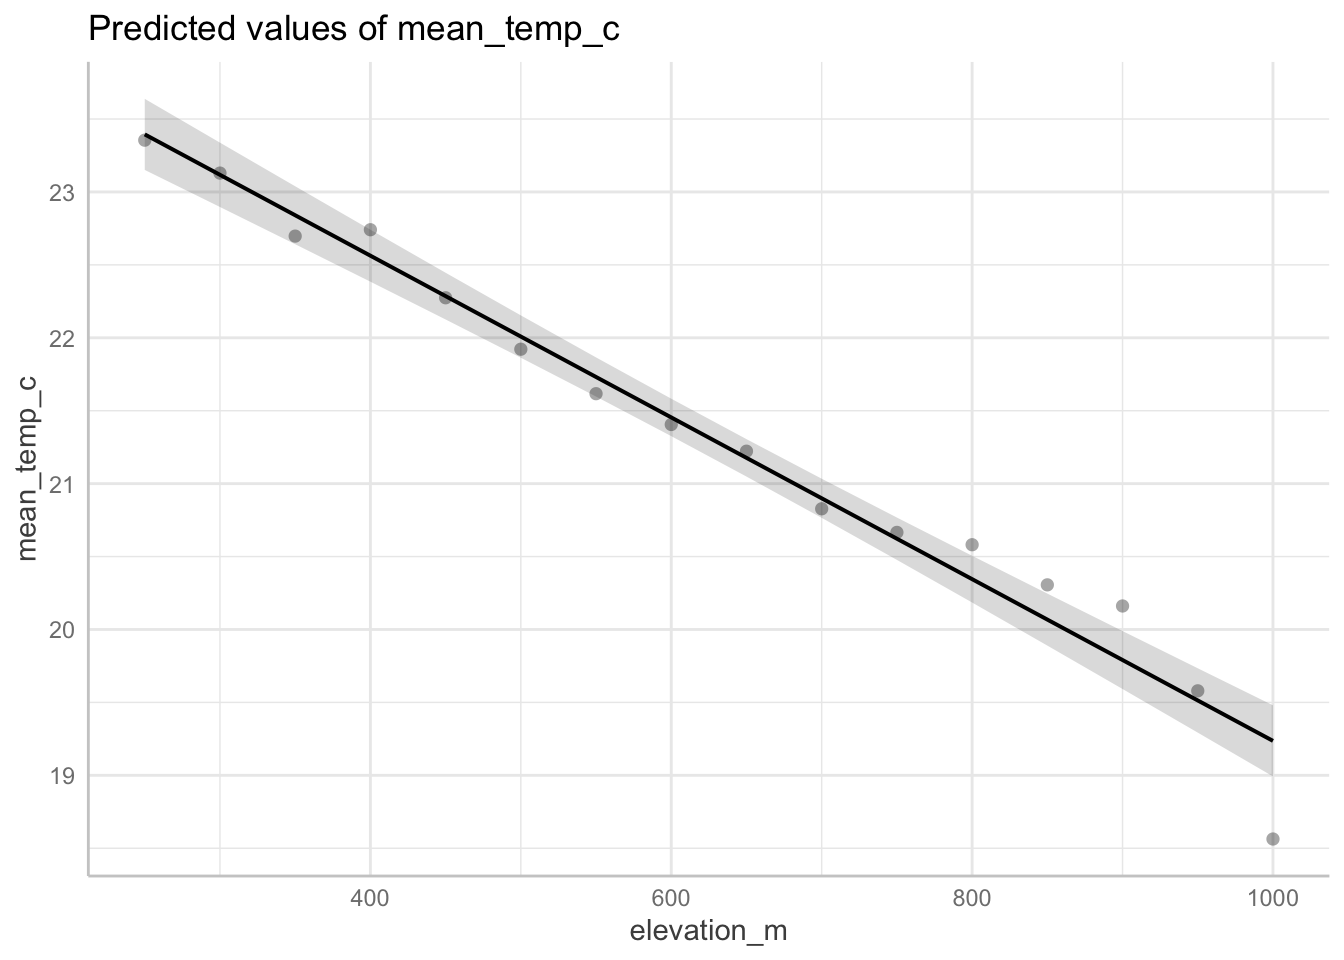 Predicted values of mean_temp_c
mean_temp_c
23
22
21
20
19
400 600 800 1000
elevation_m